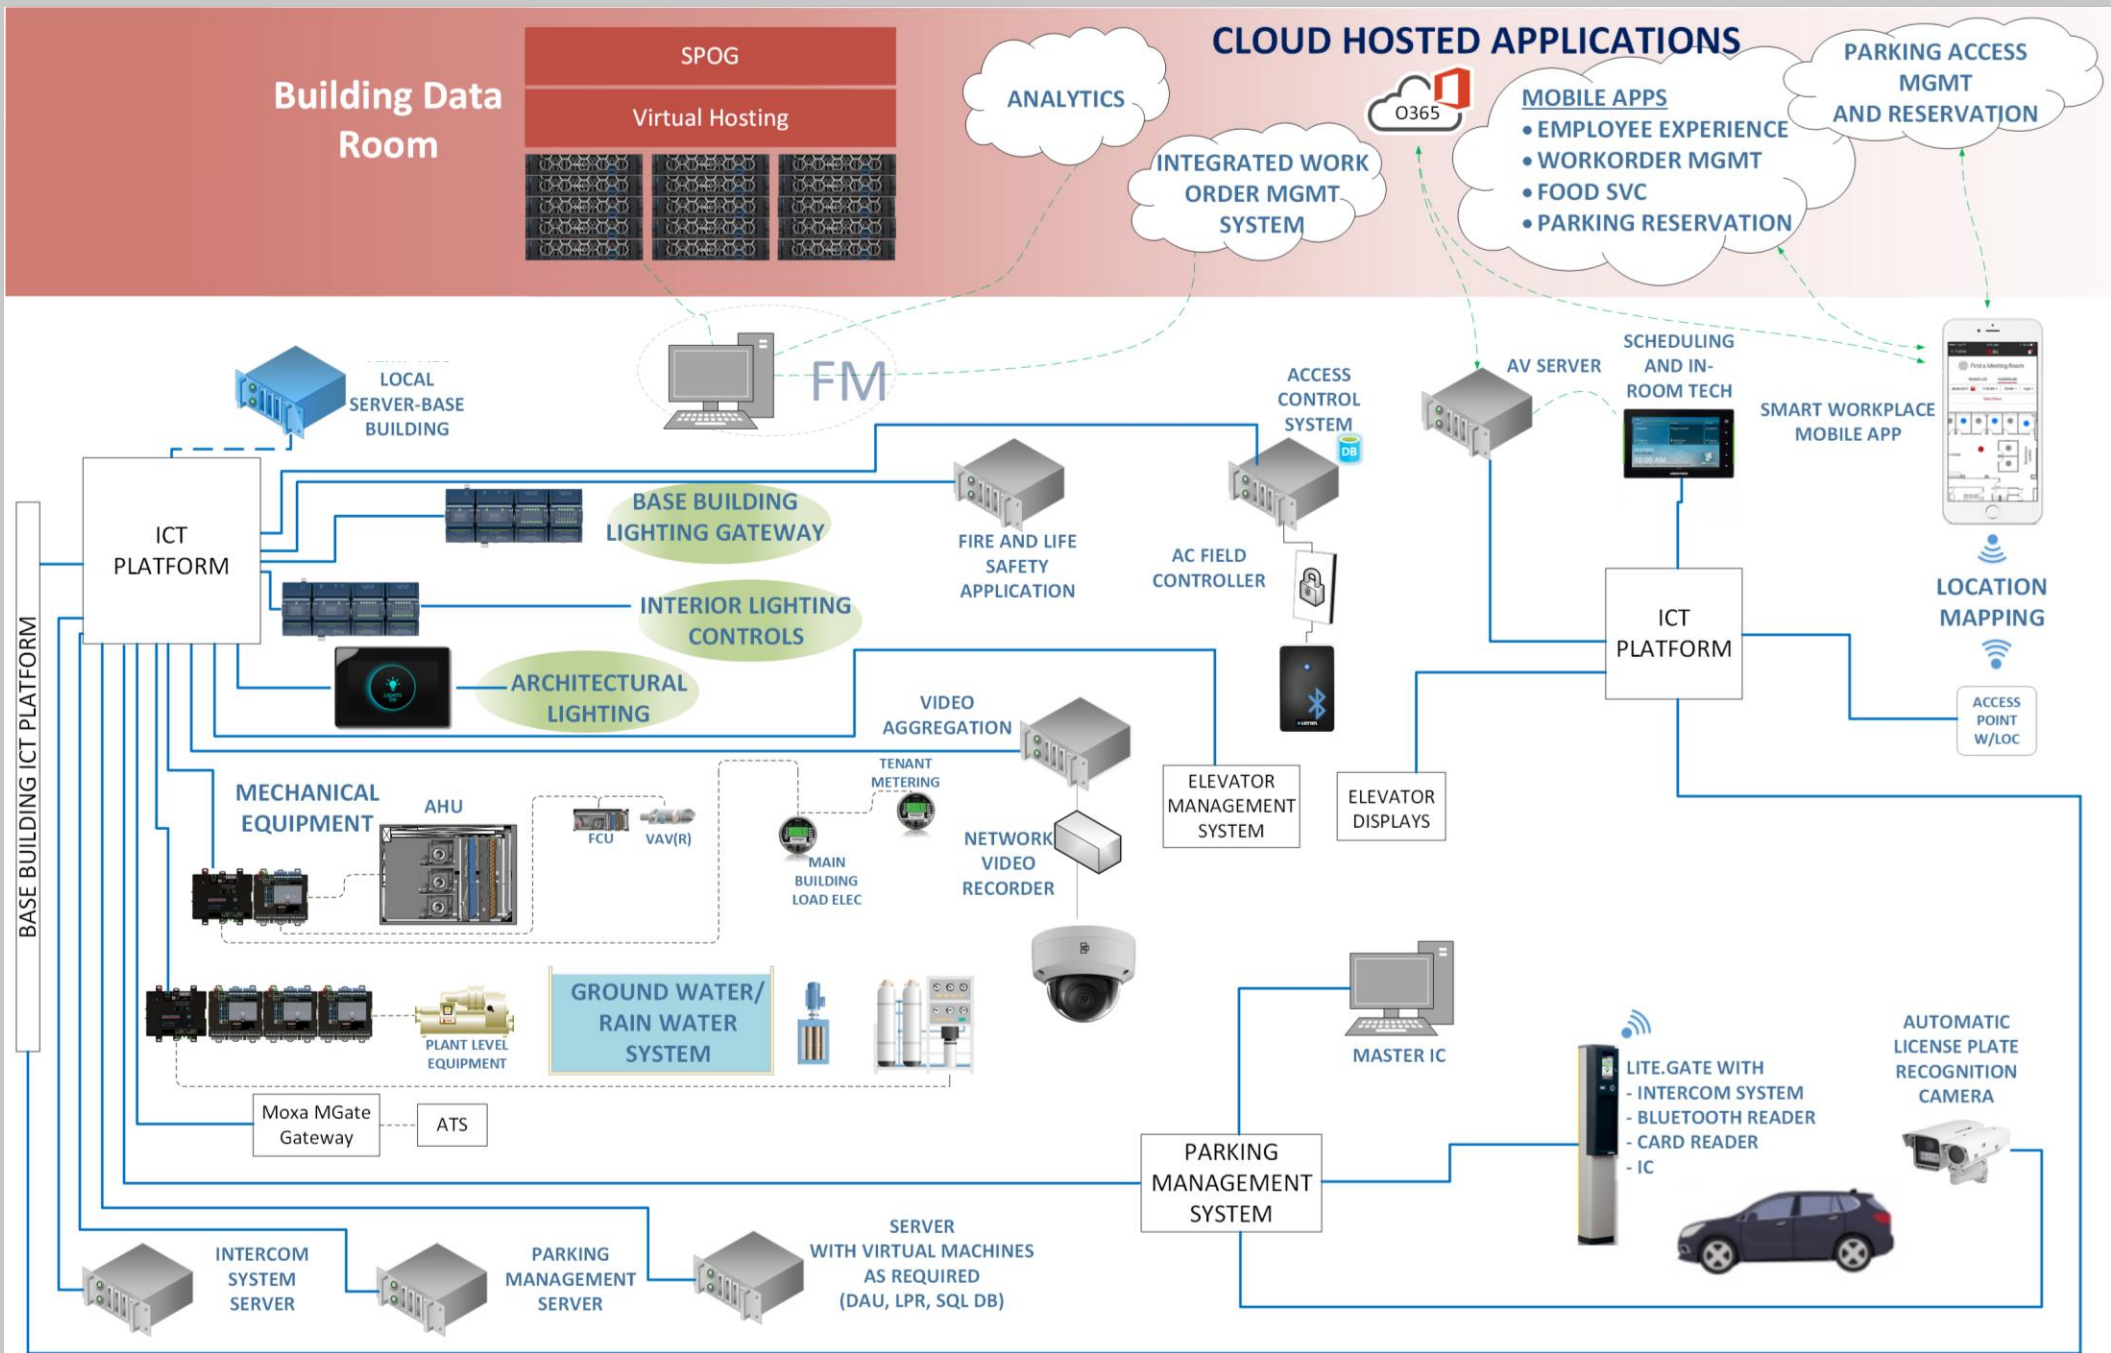 Building Data
Room
SPOG
Virtual Hosting
CLOUD HOSTED APPLICATIONS
ANALYTICS
INTEGRATED WORK
ORDER MGMT
SYSTEM
O365
MOBILE APPS
• EMPLOYEE EXPERIENCE
• WORKORDER MGMT
• FOOD SVC
• PARKING RESERVATION
PARKING ACCESS
MGMT
AND RESERVATION
LOCAL
SERVER-BASE
BUILDING
FM
ACCESS
CONTROL
SYSTEM
DB
AV SERVER
SCHEDULING
AND IN-
ROOM TECH
SMART WORKPLACE
MOBILE APP
Find a Meeting Room
ICT
PLATFORM
BASE BUILDING
LIGHTING GATEWAY
FIRE AND LIFE
SAFETY
APPLICATION
AC FIELD
CONTROLLER
INTERIOR LIGHTING
CONTROLS
ARCHITECTURAL
LIGHTING
LIGHTS
ON
BASE BUILDING ICT PLATFORM
ICT
PLATFORM
LOCATION
MAPPING
ACCESS
POINT
W/LOC
VIDEO
AGGREGATION
ELEVATOR
MANAGEMENT
SYSTEM
ELEVATOR
DISPLAYS
MECHANICAL
EQUIPMENT
AHU
FCU
VAV(R)
TENANT
METERING
MAIN
BUILDING
LOAD ELEC
NETWORK
VIDEO
RECORDER
PLANT LEVEL
EQUIPMENT
GROUND WATER/
RAIN WATER
SYSTEM
Moxa MGate
Gateway
ATS
MASTER IC
PARKING
MANAGEMENT
SYSTEM
LITE.GATE WITH
- INTERCOM SYSTEM
- BLUETOOTH READER
- CARD READER
- IC
AUTOMATIC
LICENSE PLATE
RECOGNITION
CAMERA
INTERCOM
SYSTEM
SERVER
PARKING
MANAGEMENT
SERVER
SERVER
WITH VIRTUAL MACHINES
AS REQUIRED
(DAU, LPR, SQL DB)